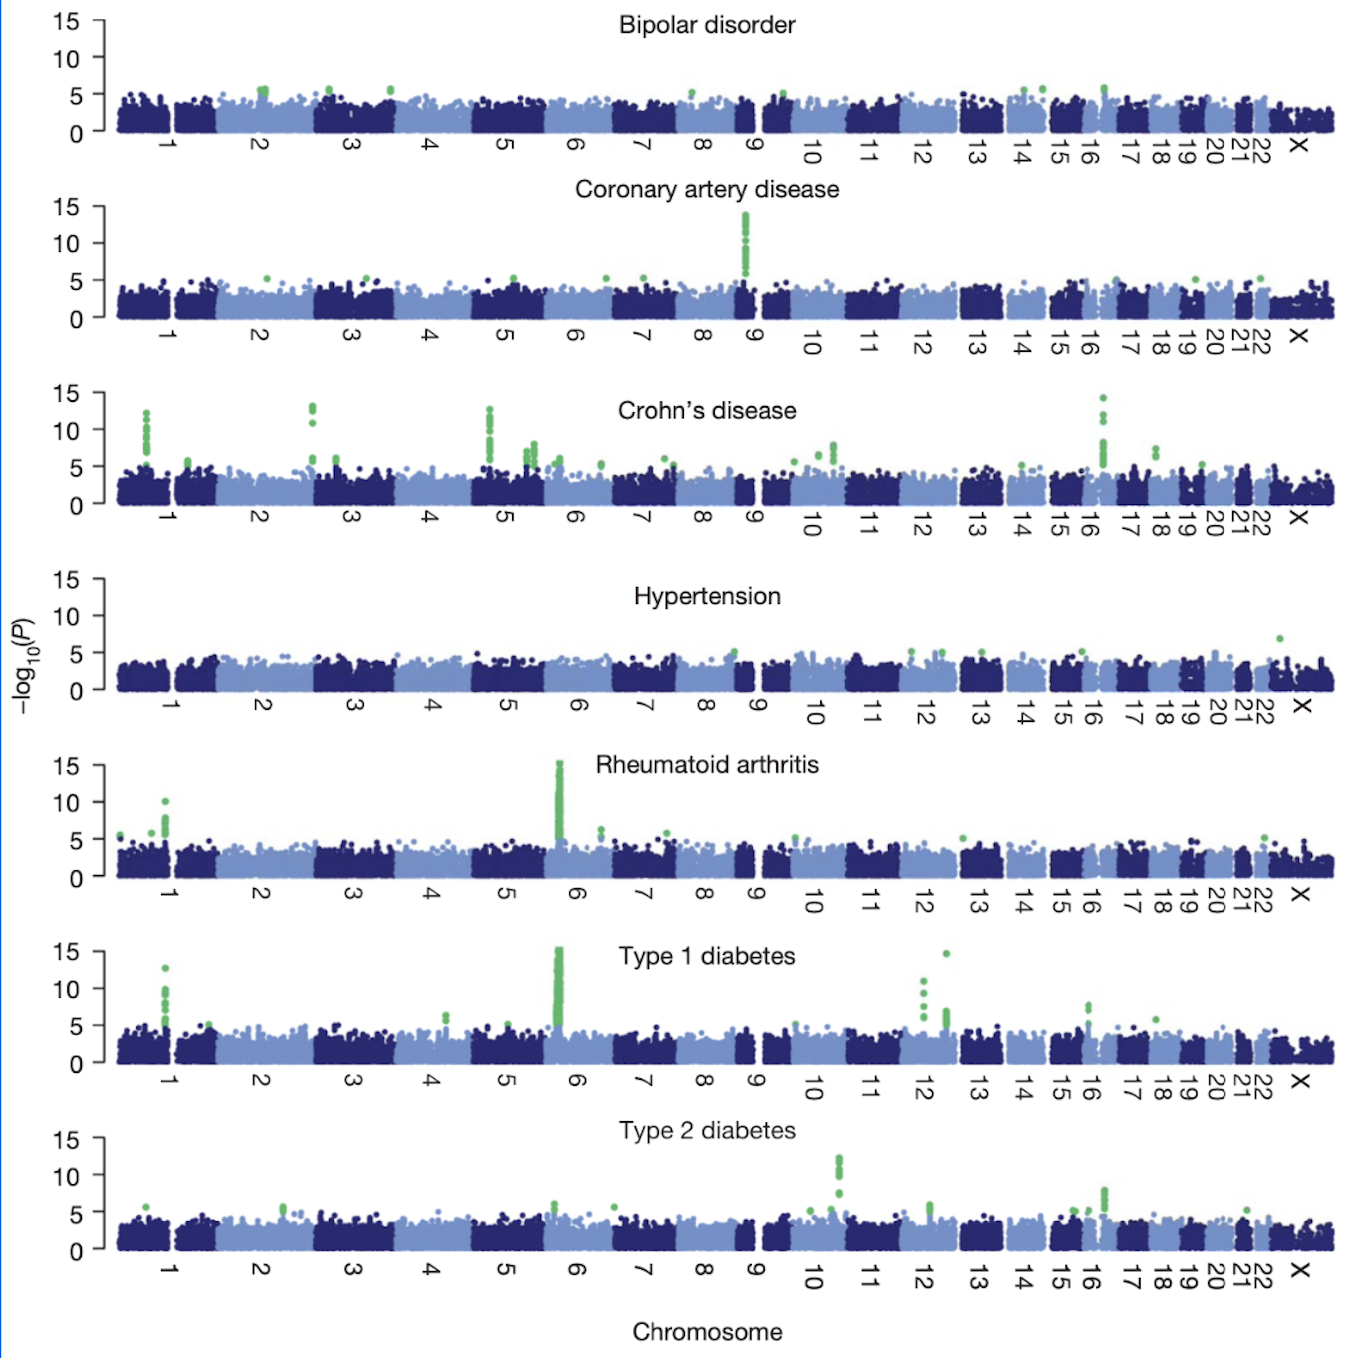 Bipolar disorder
15
10
5
0
1 2 3 4 5 6 7 8 9 10 11 12 13 14 15 16 17 18 19 20 21 22 X
Coronary artery disease
15
10
5
0
1 2 3 4 5 6 7 8 9 10 11 12 13 14 15 16 17 18 19 20 21 22 X
Crohn’s disease
15
10
5
0
1 2 3 4 5 6 7 8 9 10 11 12 13 14 15 16 17 18 19 20 21 22 X
−log10(P)
Hypertension
15
10
5
0
1 2 3 4 5 6 7 8 9 10 11 12 13 14 15 16 17 18 19 20 21 22 X
Rheumatoid arthritis
15
10
5
0
1 2 3 4 5 6 7 8 9 10 11 12 13 14 15 16 17 18 19 20 21 22 X
Type 1 diabetes
15
10
5
0
1 2 3 4 5 6 7 8 9 10 11 12 13 14 15 16 17 18 19 20 21 22 X
Type 2 diabetes
15
10
5
0
1 2 3 4 5 6 7 8 9 10 11 12 13 14 15 16 17 18 19 20 21 22 X
Chromosome